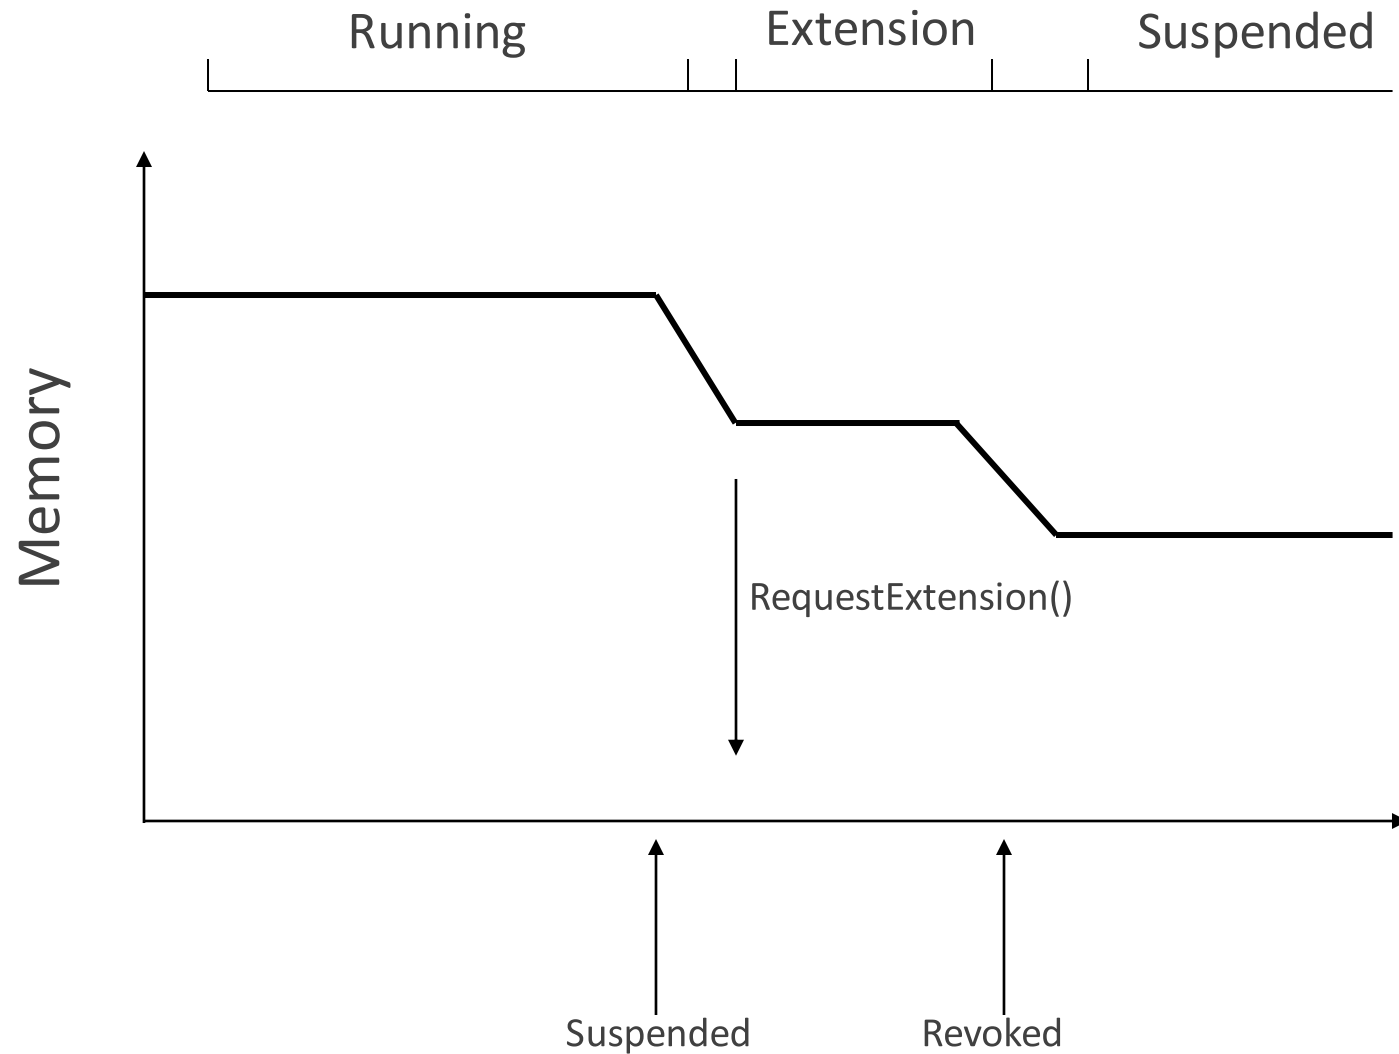 Running
Extension
Suspended
Memory
RequestExtension()
Suspended
Revoked